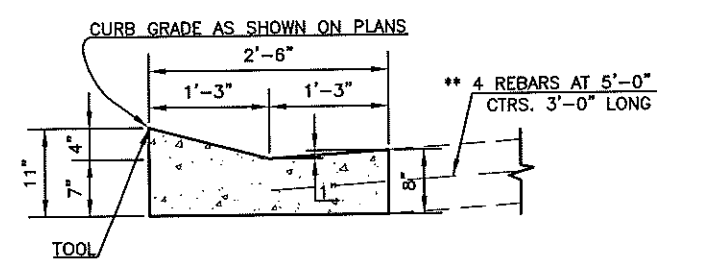 CURB GRADE AS SHOWN ON PLANS
2'-6"
1'-3" 1'-3"
** 4 REBARS AT 5'-0"
CTRS. 3'-0" LONG
11"
4"
7"
1"
8"
TOOL